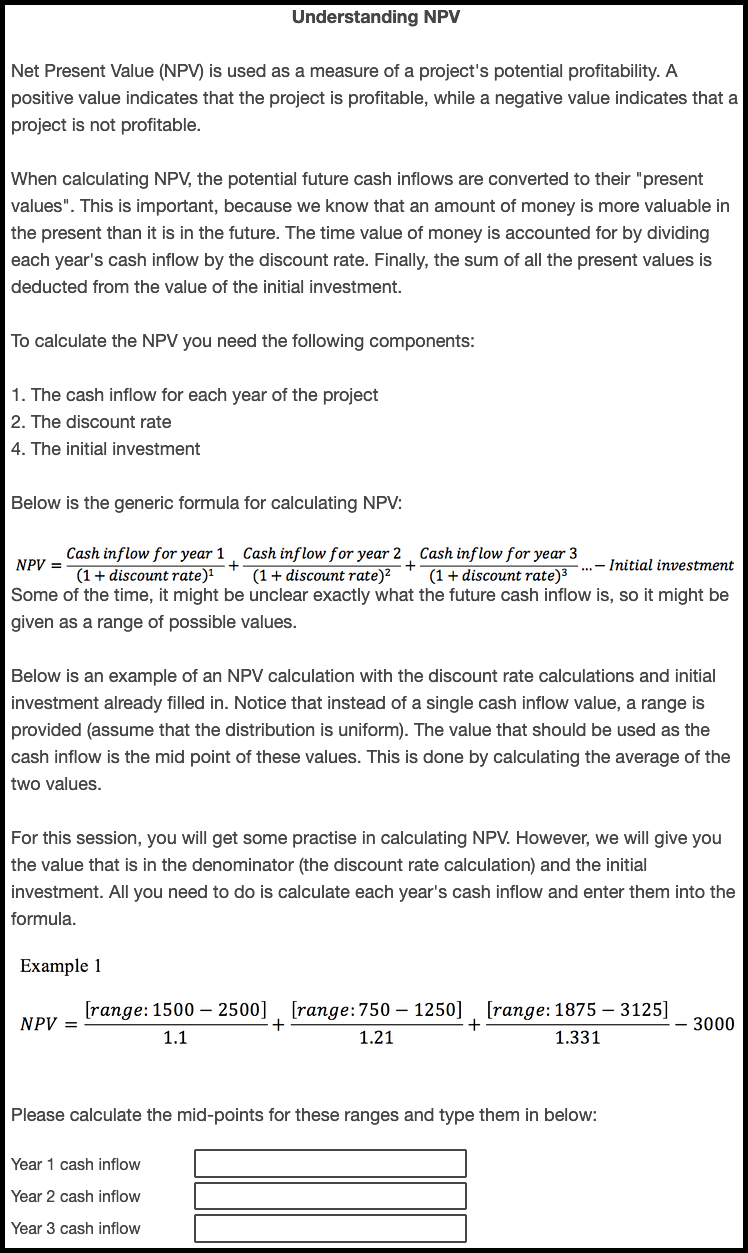 Understanding NPV
Net Present Value (NPV) is used as a measure of a project's potential profitability. A
positive value indicates that the project is profitable, while a negative value indicates that a
project is not profitable.
When calculating NPV, the potential future cash inflows are converted to their "present
values". This is important, because we know that an amount of money is more valuable in
the present than it is in the future. The time value of money is accounted for by dividing
each year's cash inflow by the discount rate. Finally, the sum of all the present values is
deducted from the value of the initial investment.
To calculate the NPV you need the following components:
1. The cash inflow for each year of the project
2. The discount rate
4. The initial investment
Below is the generic formula for calculating NPV:
Cash inflow for year 1 Cash inflow for year 2 Cash inflow for year 3
NPV = + + ...− Initial investment
(1 + discount rate)¹ (1 + discount rate)² (1 + discount rate)³
Some of the time, it might be unclear exactly what the future cash inflow is, so it might be
given as a range of possible values.
Below is an example of an NPV calculation with the discount rate calculations and initial
investment already filled in. Notice that instead of a single cash inflow value, a range is
provided (assume that the distribution is uniform). The value that should be used as the
cash inflow is the mid point of these values. This is done by calculating the average of the
two values.
For this session, you will get some practise in calculating NPV. However, we will give you
the value that is in the denominator (the discount rate calculation) and the initial
investment. All you need to do is calculate each year's cash inflow and enter them into the
formula.
Example 1
[range: 1500 − 2500] [range: 750 − 1250] [range: 1875 − 3125]
NPV = + + − 3000
1.1 1.21 1.331
Please calculate the mid-points for these ranges and type them in below:
Year 1 cash inflow
Year 2 cash inflow
Year 3 cash inflow